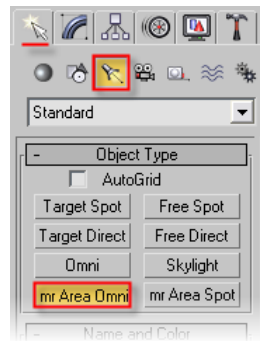 Standard
- Object Type
AutoGrid
Target Spot Free Spot
Target Direct Free Direct
Omni Skylight
mr Area Omni mr Area Spot
- Name and Color